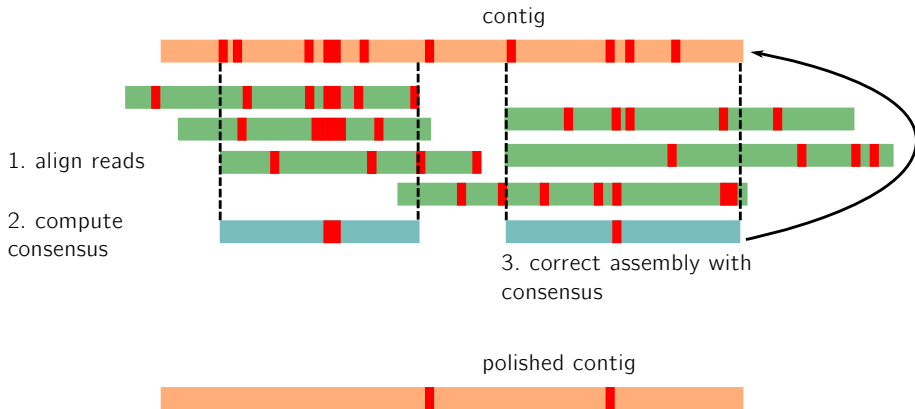 contig
1. align reads
2. compute
consensus
3. correct assembly with
consensus
polished contig